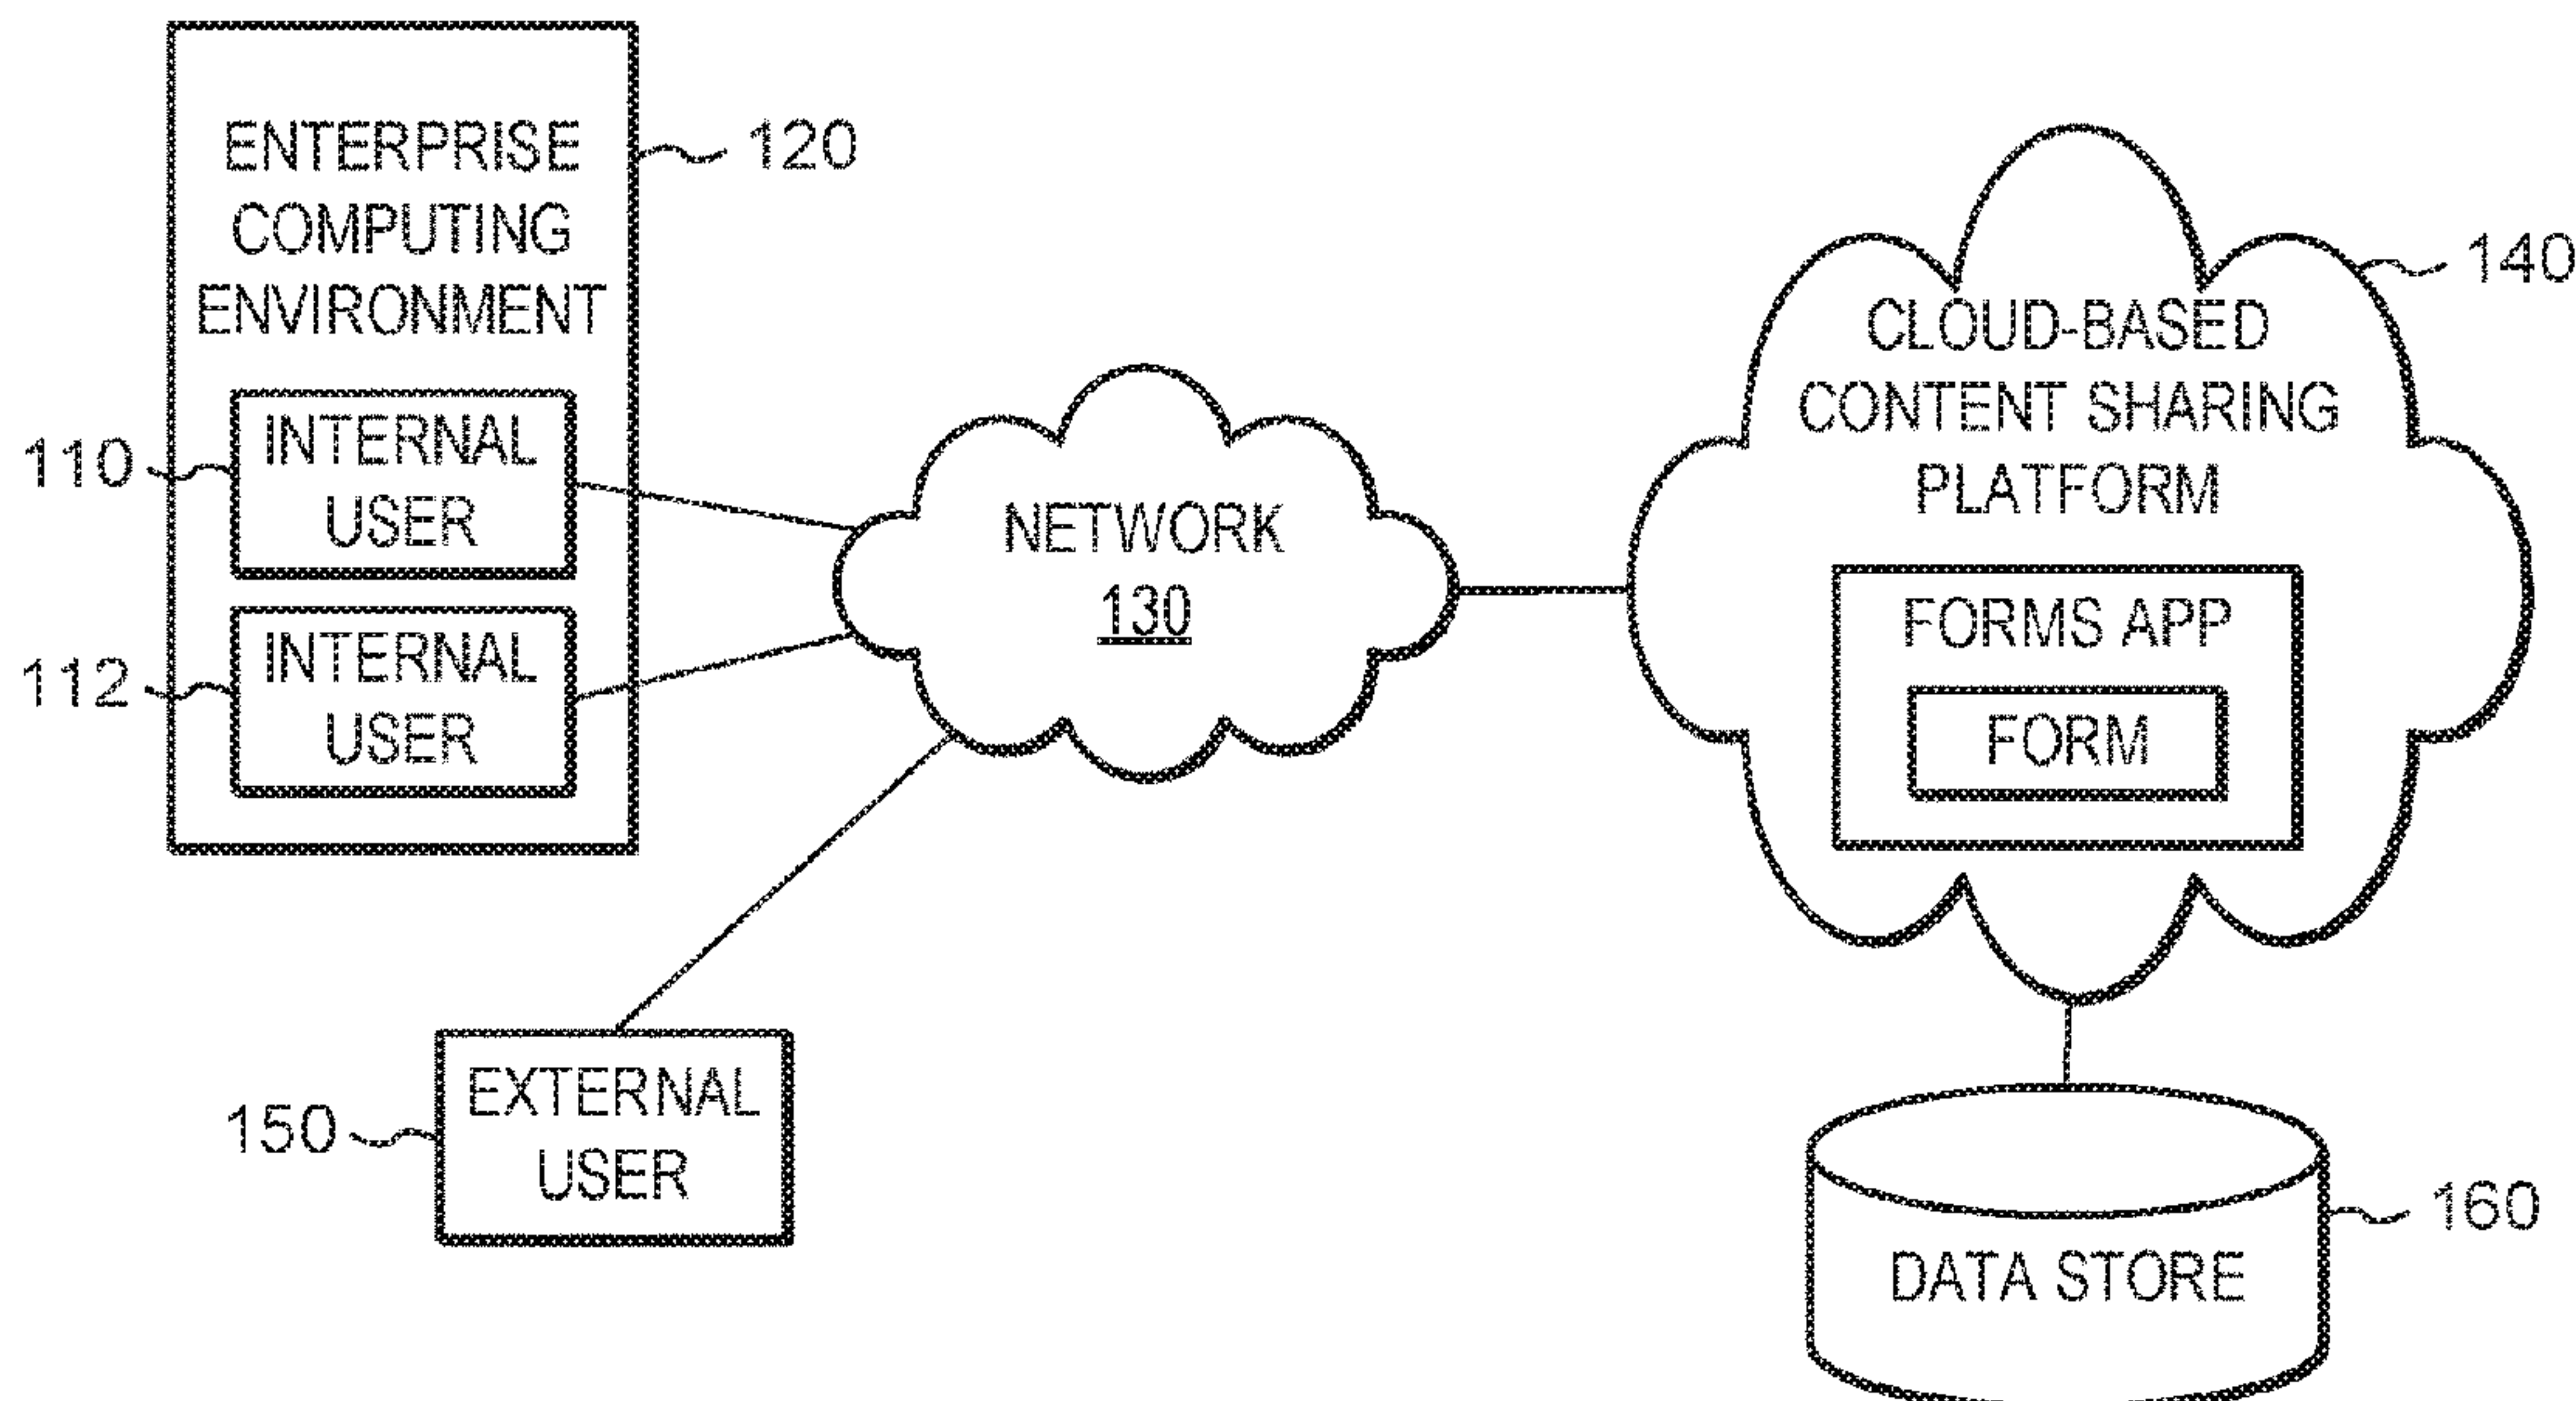 ENTERPRISE
COMPUTING
ENVIRONMENT
120
110
INTERNAL
USER
112
INTERNAL
USER
NETWORK
130
140
CLOUD-BASED
CONTENT SHARING
PLATFORM
FORMS APP
FORM
150
EXTERNAL
USER
160
DATA STORE